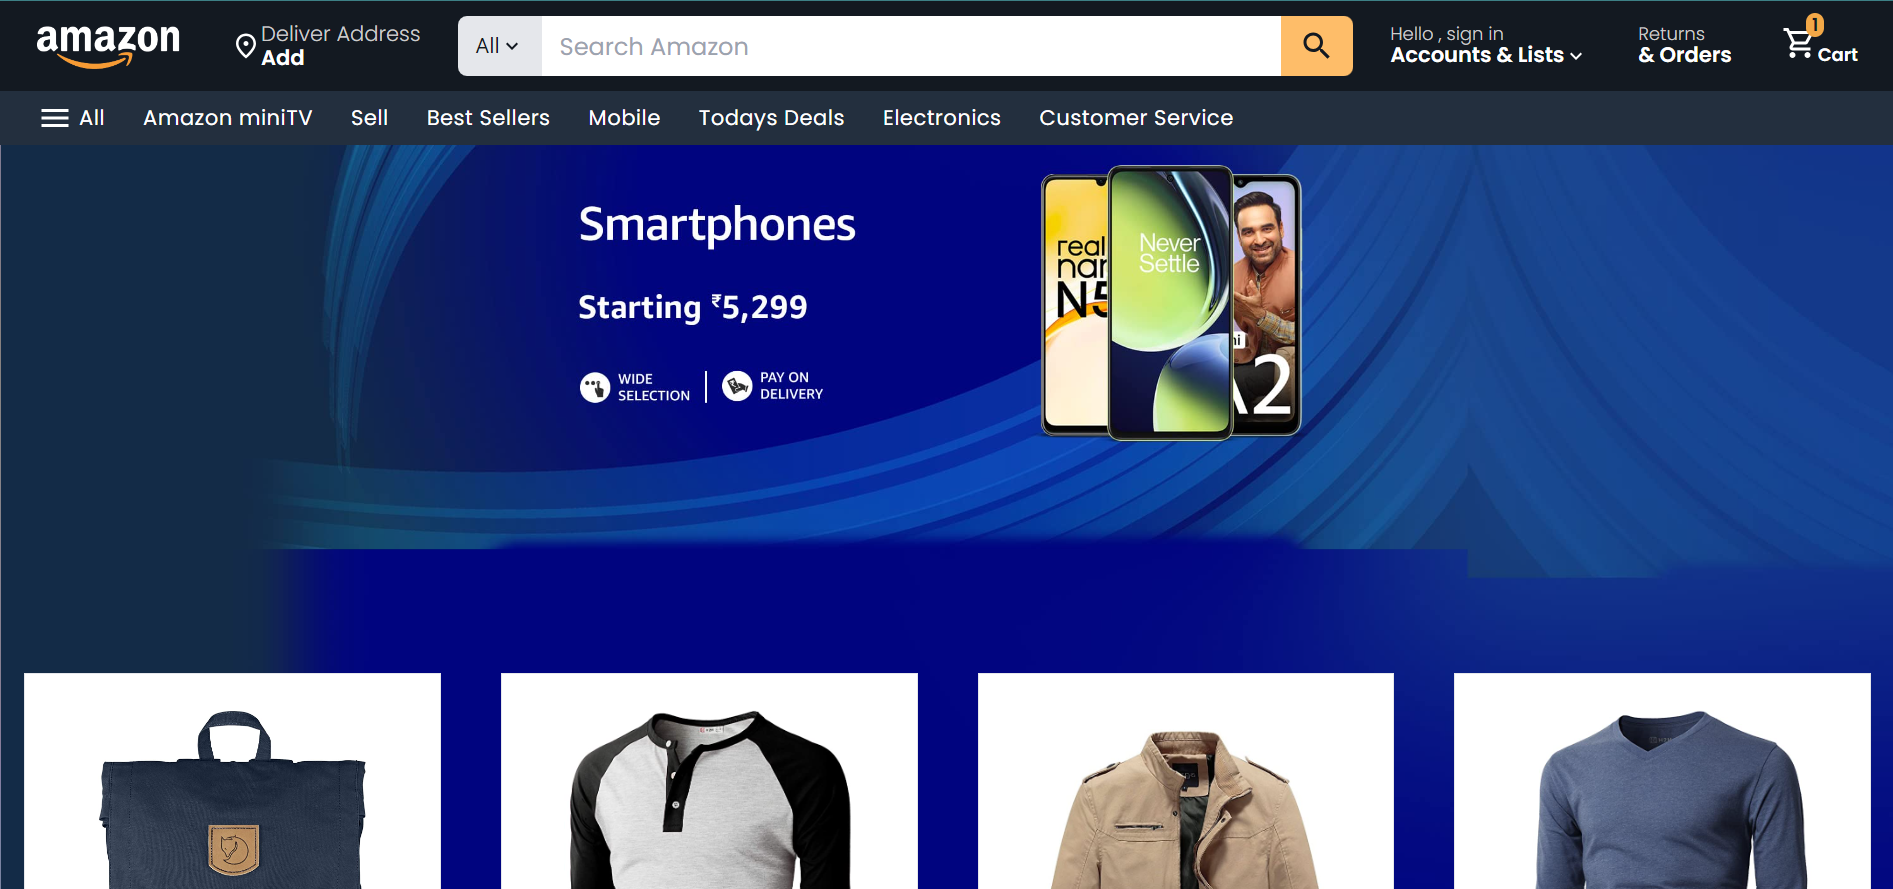 amazon
Deliver Address
Add
All
Search Amazon
Hello , sign in
Accounts & Lists
Returns
& Orders
1
Cart
All
Amazon miniTV
Sell
Best Sellers
Mobile
Todays Deals
Electronics
Customer Service
Smartphones
Starting ₹5,299
WIDE
SELECTION
PAY ON
DELIVERY
real
nar
N5
Never
Settle
A2